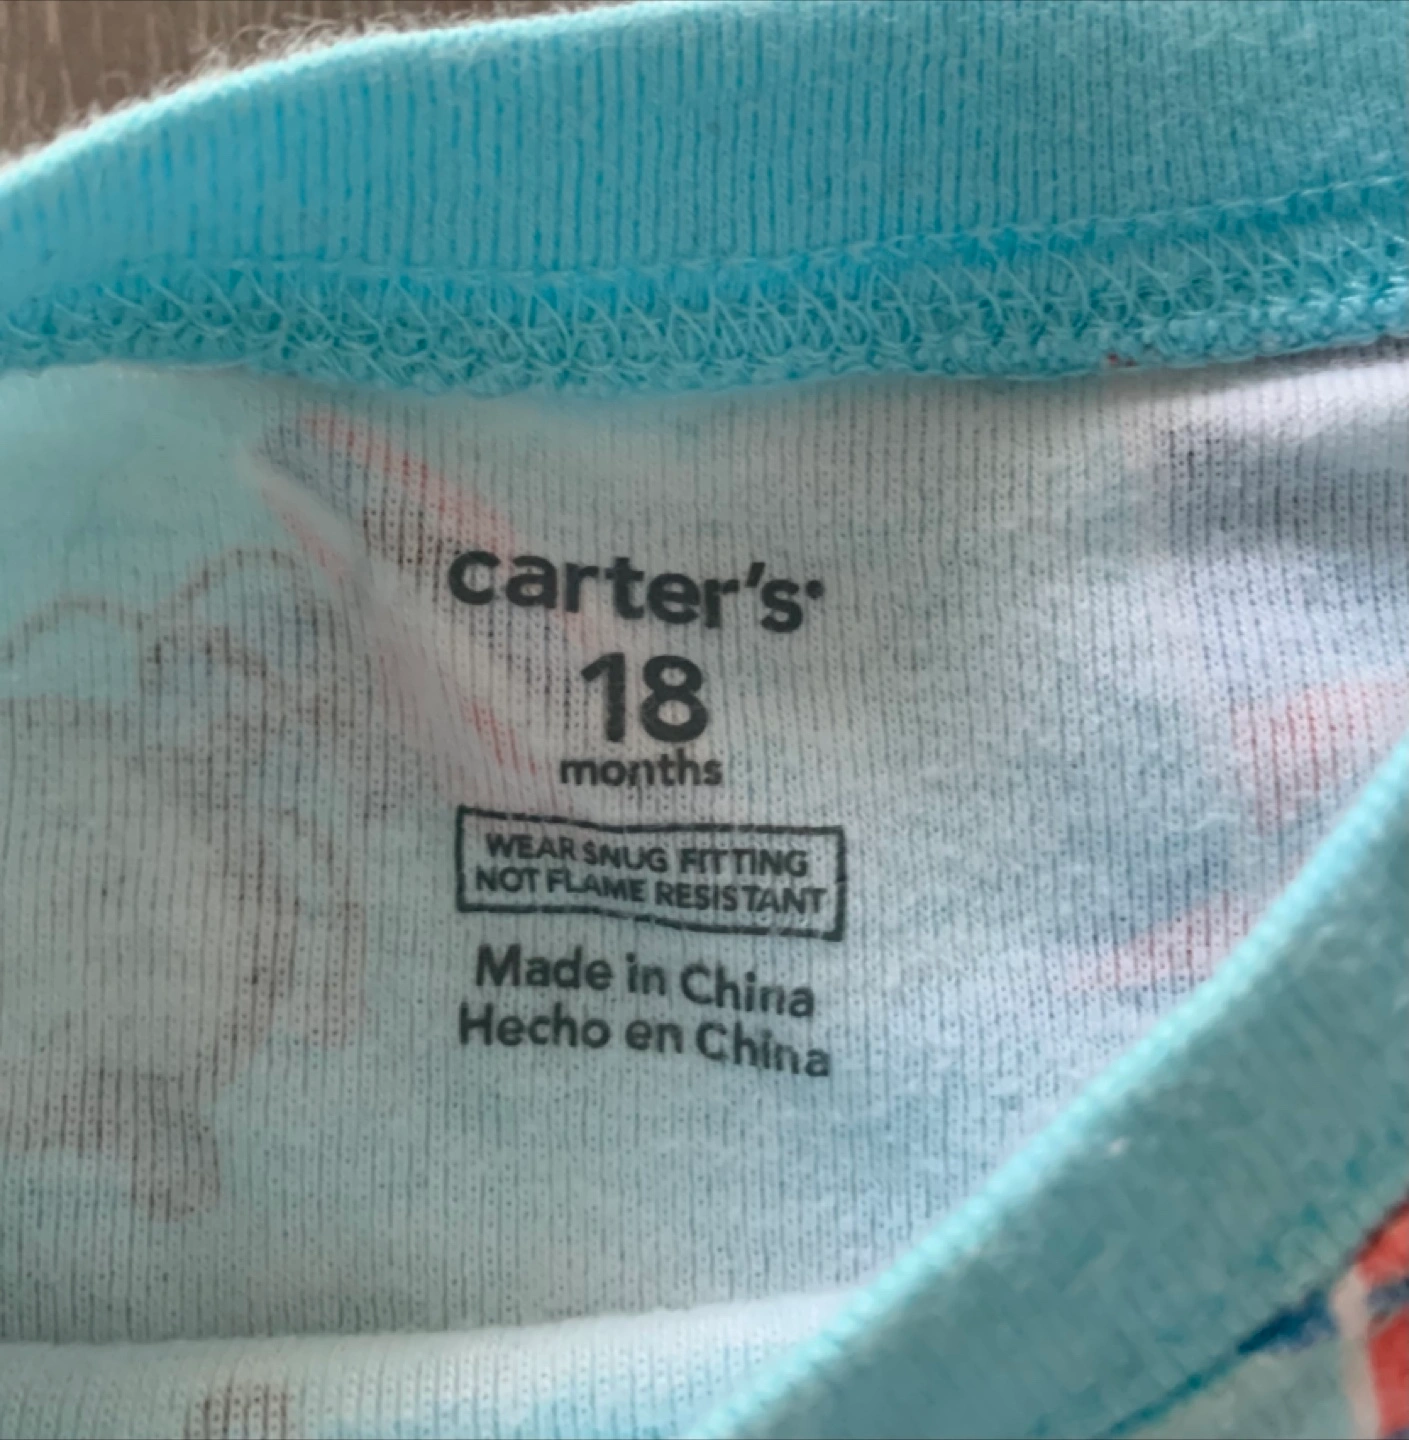 carter's
18
months
WEAR SNUG FITTING
NOT FLAME RESISTANT
Made in China
Hecho en China